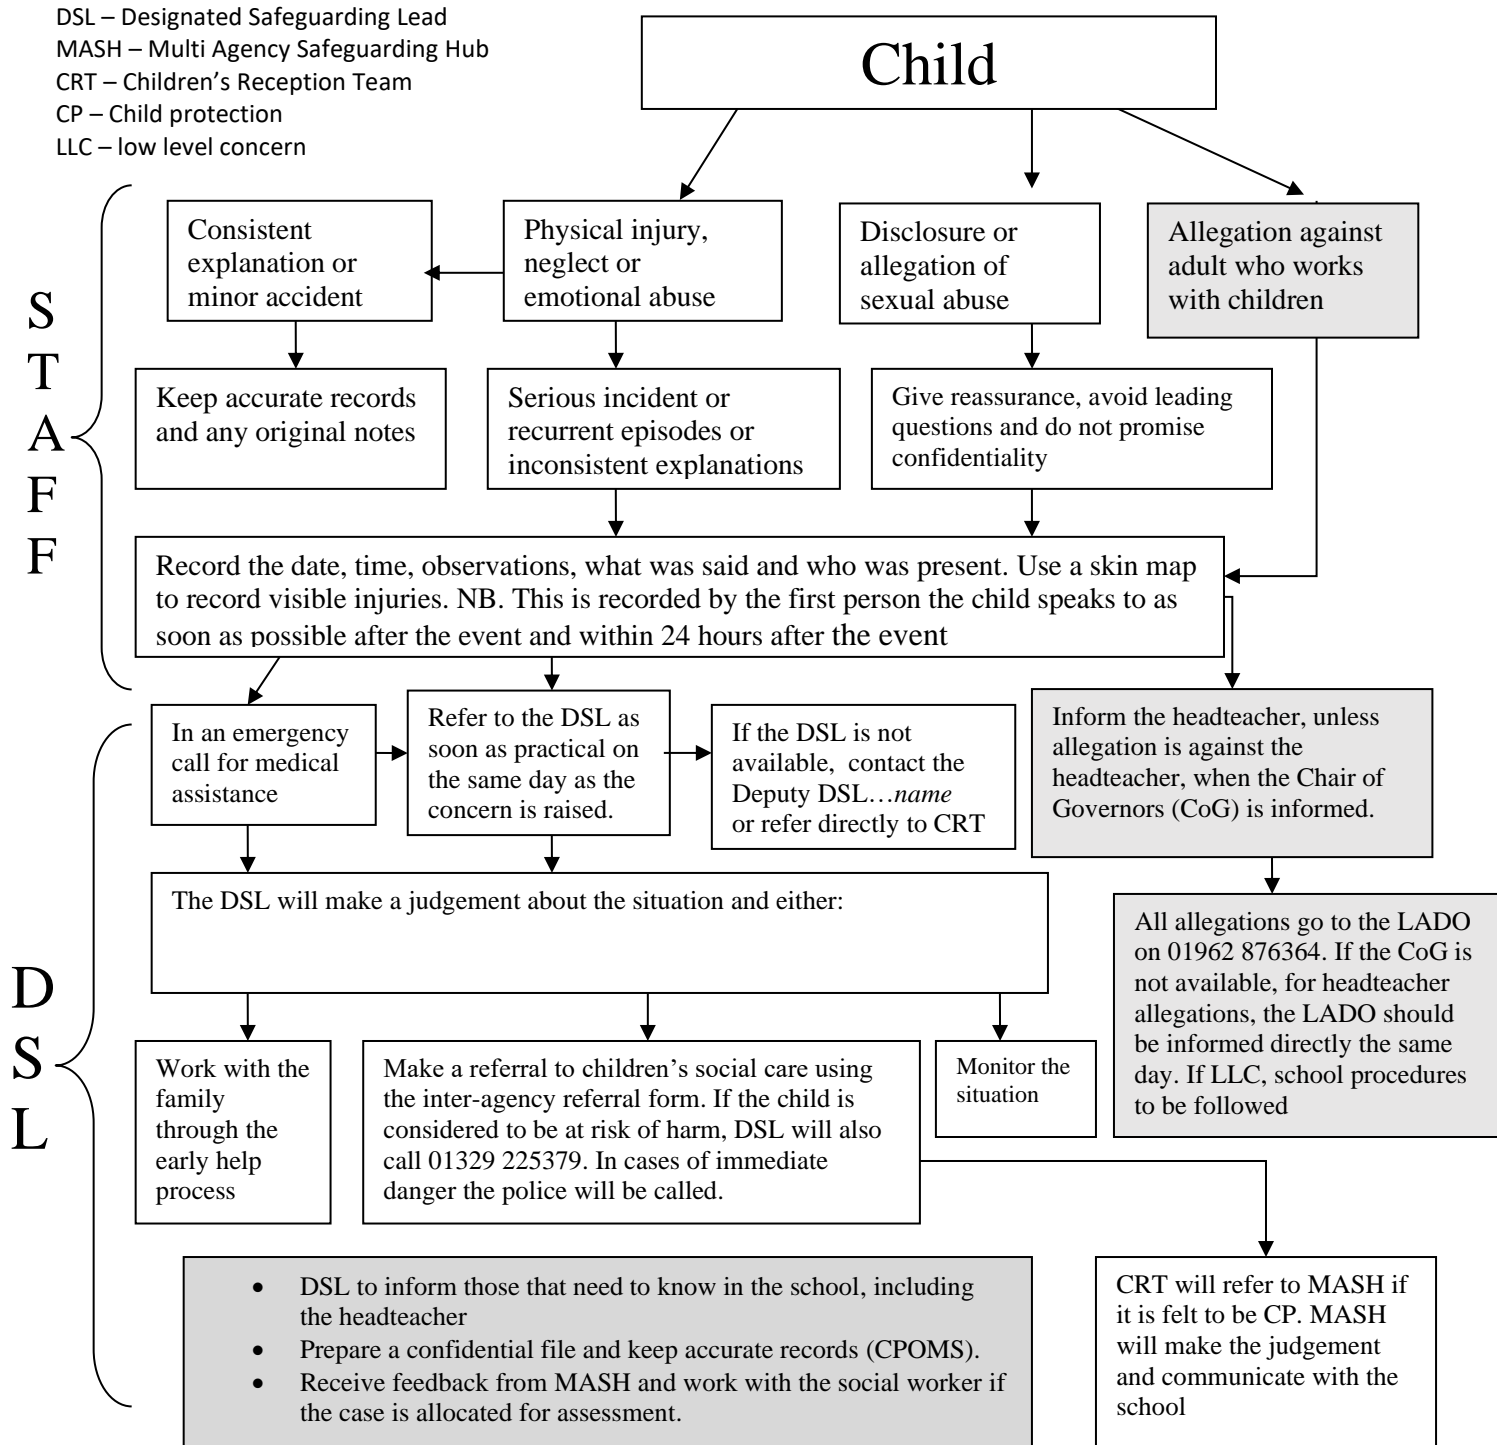 DSL – Designated Safeguarding Lead
MASH – Multi Agency Safeguarding Hub
CRT – Children's Reception Team
CP – Child protection
LLC – low level concern
Child
STAFF
Consistent
explanation or
minor accident
Physical injury,
neglect or
emotional abuse
Disclosure or
allegation of
sexual abuse
Allegation against
adult who works
with children
Keep accurate records
and any original notes
Serious incident or
recurrent episodes or
inconsistent explanations
Give reassurance, avoid leading
questions and do not promise
confidentiality
Record the date, time, observations, what was said and who was present. Use a skin map
to record visible injuries. NB. This is recorded by the first person the child speaks to as
soon as possible after the event and within 24 hours after the event
DSL
In an emergency
call for medical
assistance
Refer to the DSL as
soon as practical on
the same day as the
concern is raised.
If the DSL is not
available,  contact the
Deputy DSL…name
or refer directly to CRT
Inform the headteacher, unless
allegation is against the
headteacher, when the Chair of
Governors (CoG) is informed.
The DSL will make a judgement about the situation and either:
All allegations go to the LADO
on 01962 876364. If the CoG is
not available, for headteacher
allegations, the LADO should
be informed directly the same
day. If LLC, school procedures
to be followed
Work with the
family
through the
early help
process
Make a referral to children's social care using
the inter-agency referral form. If the child is
considered to be at risk of harm, DSL will also
call 01329 225379. In cases of immediate
danger the police will be called.
Monitor the
situation
• DSL to inform those that need to know in the school, including
the headteacher
• Prepare a confidential file and keep accurate records (CPOMS).
• Receive feedback from MASH and work with the social worker if
the case is allocated for assessment.
CRT will refer to MASH if
it is felt to be CP. MASH
will make the judgement
and communicate with the
school